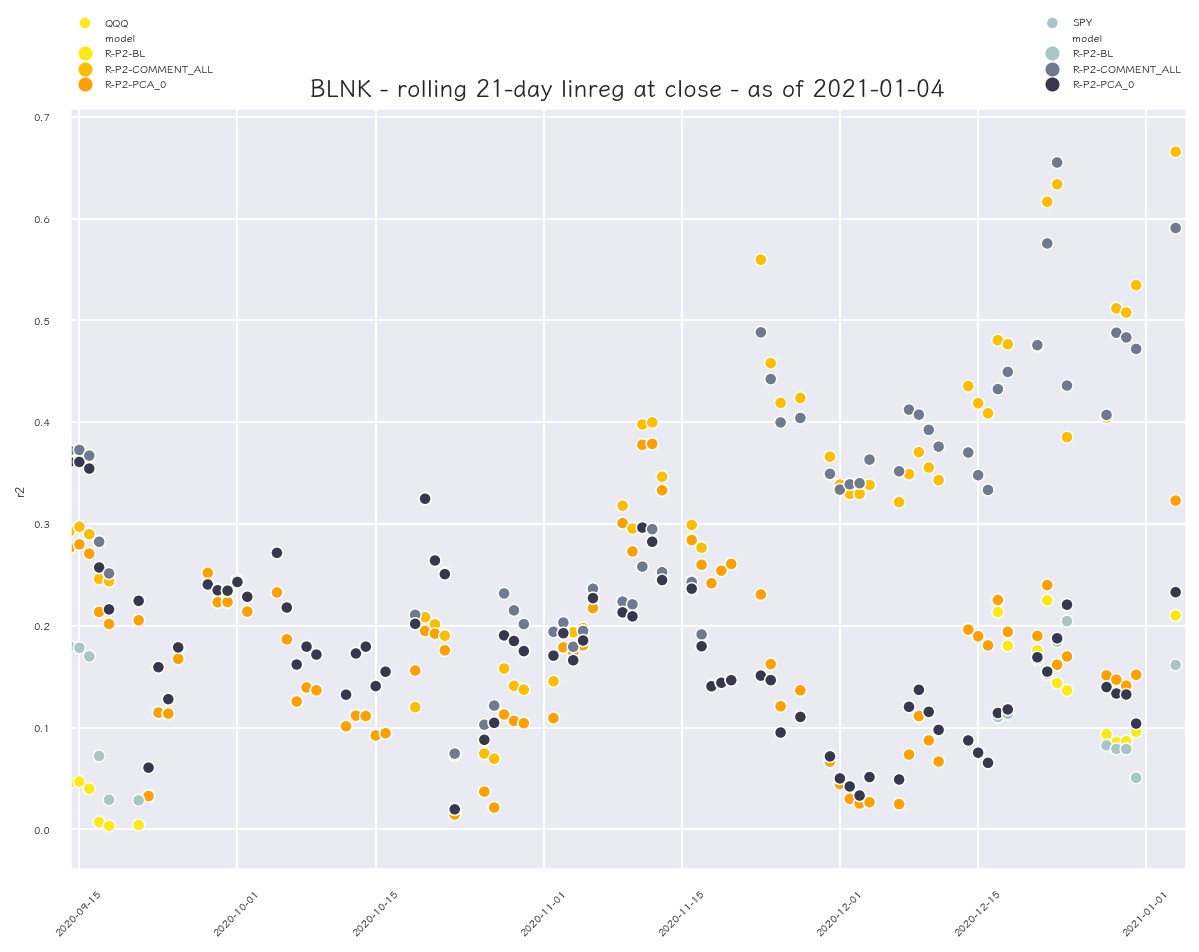 QQQ
model
R-P2-BL
R-P2-COMMENT_ALL
R-P2-PCA_0
SPY
model
R-P2-BL
R-P2-COMMENT_ALL
R-P2-PCA_0
BLNK - rolling 21-day linreg at close - as of 2021-01-04
0.7
0.6
0.5
0.4
0.3
0.2
0.1
0.0
r2
2020-09-15
2020-10-01
2020-10-15
2020-11-01
2020-11-15
2020-12-01
2020-12-15
2021-01-01